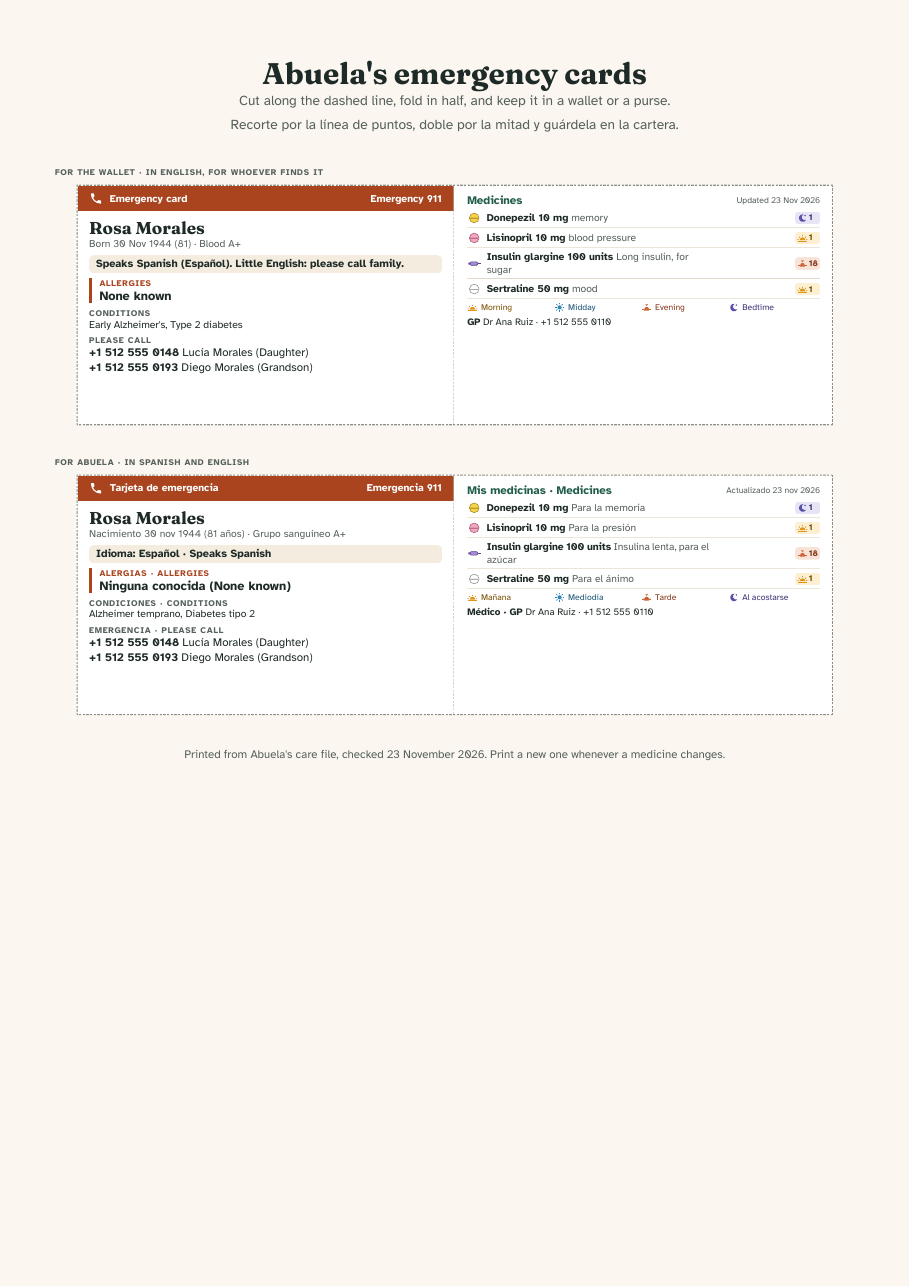 Abuela's emergency cards
Cut along the dashed line, fold in half, and keep it in a wallet or a purse.
Recorte por la línea de puntos, doble por la mitad y guárdela en la cartera.
FOR THE WALLET · IN ENGLISH, FOR WHOEVER FINDS IT
Emergency card Emergency 911
Rosa Morales
Born 30 Nov 1944 (81) · Blood A+
Speaks Spanish (Español). Little English: please call family.
ALLERGIES
None known
CONDITIONS
Early Alzheimer's, Type 2 diabetes
PLEASE CALL
+1 512 555 0148 Lucía Morales (Daughter)
+1 512 555 0193 Diego Morales (Grandson)
Medicines Updated 23 Nov 2026
Donepezil 10 mg memory 1
Lisinopril 10 mg blood pressure 1
Insulin glargine 100 units Long insulin, for
sugar 18
Sertraline 50 mg mood 1
Morning Midday Evening Bedtime
GP Dr Ana Ruiz · +1 512 555 0110
FOR ABUELA · IN SPANISH AND ENGLISH
Tarjeta de emergencia Emergencia 911
Rosa Morales
Nacimiento 30 nov 1944 (81 años) · Grupo sanguíneo A+
Idioma: Español · Speaks Spanish
ALERGIAS · ALLERGIES
Ninguna conocida (None known)
CONDICIONES · CONDITIONS
Alzheimer temprano, Diabetes tipo 2
EMERGENCIA · PLEASE CALL
+1 512 555 0148 Lucía Morales (Daughter)
+1 512 555 0193 Diego Morales (Grandson)
Mis medicinas · Medicines Actualizado 23 nov 2026
Donepezil 10 mg Para la memoria 1
Lisinopril 10 mg Para la presión 1
Insulin glargine 100 units Insulina lenta, para el
azúcar 18
Sertraline 50 mg Para el ánimo 1
Mañana Mediodía Tarde Al acostarse
Médico · GP Dr Ana Ruiz · +1 512 555 0110
Printed from Abuela's care file, checked 23 November 2026. Print a new one whenever a medicine changes.